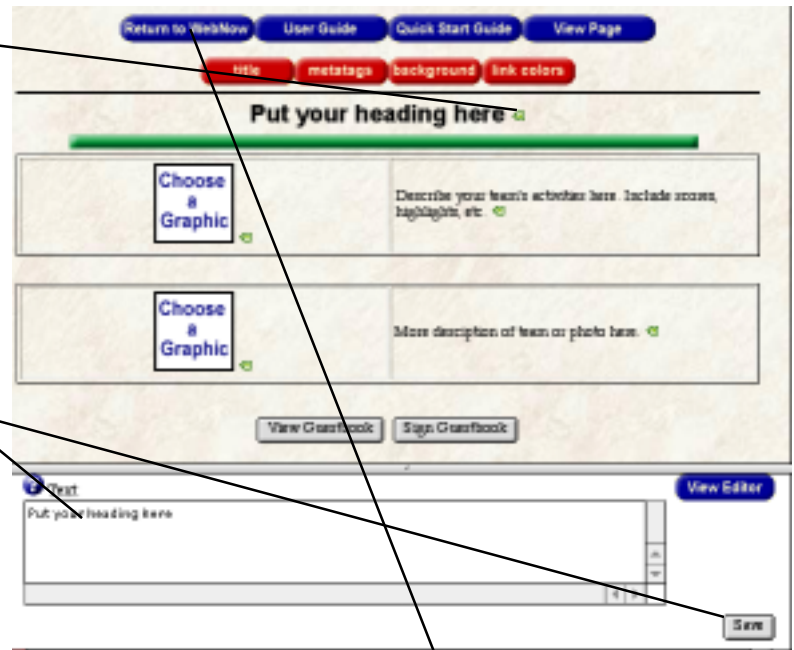 Return to WebNow User Guide Quick Start Guide View Page
title metatags background link colors
Put your heading here
Choose
a
Graphic
Describe your team's activities here. Include scores,
highlights, etc.
Choose
a
Graphic
More desciption of team or photo here.
View Guestbook Sign Guestbook
Text View Editor
Put your heading here
Save